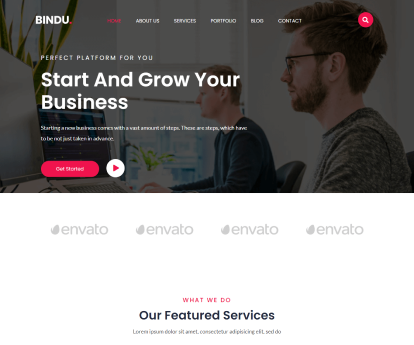 BINDU.
HOME ABOUT US SERVICES PORTFOLIO BLOG CONTACT
PERFECT PLATFORM FOR YOU
Start And Grow Your
Business
Starting a new business comes with a vast amount of steps. These are steps, which have
to be not just taken in advance.
Get Started
envato envato envato envato
WHAT WE DO
Our Featured Services
Lorem ipsum dolor sit amet, consectetur adipisicing elit, sed do